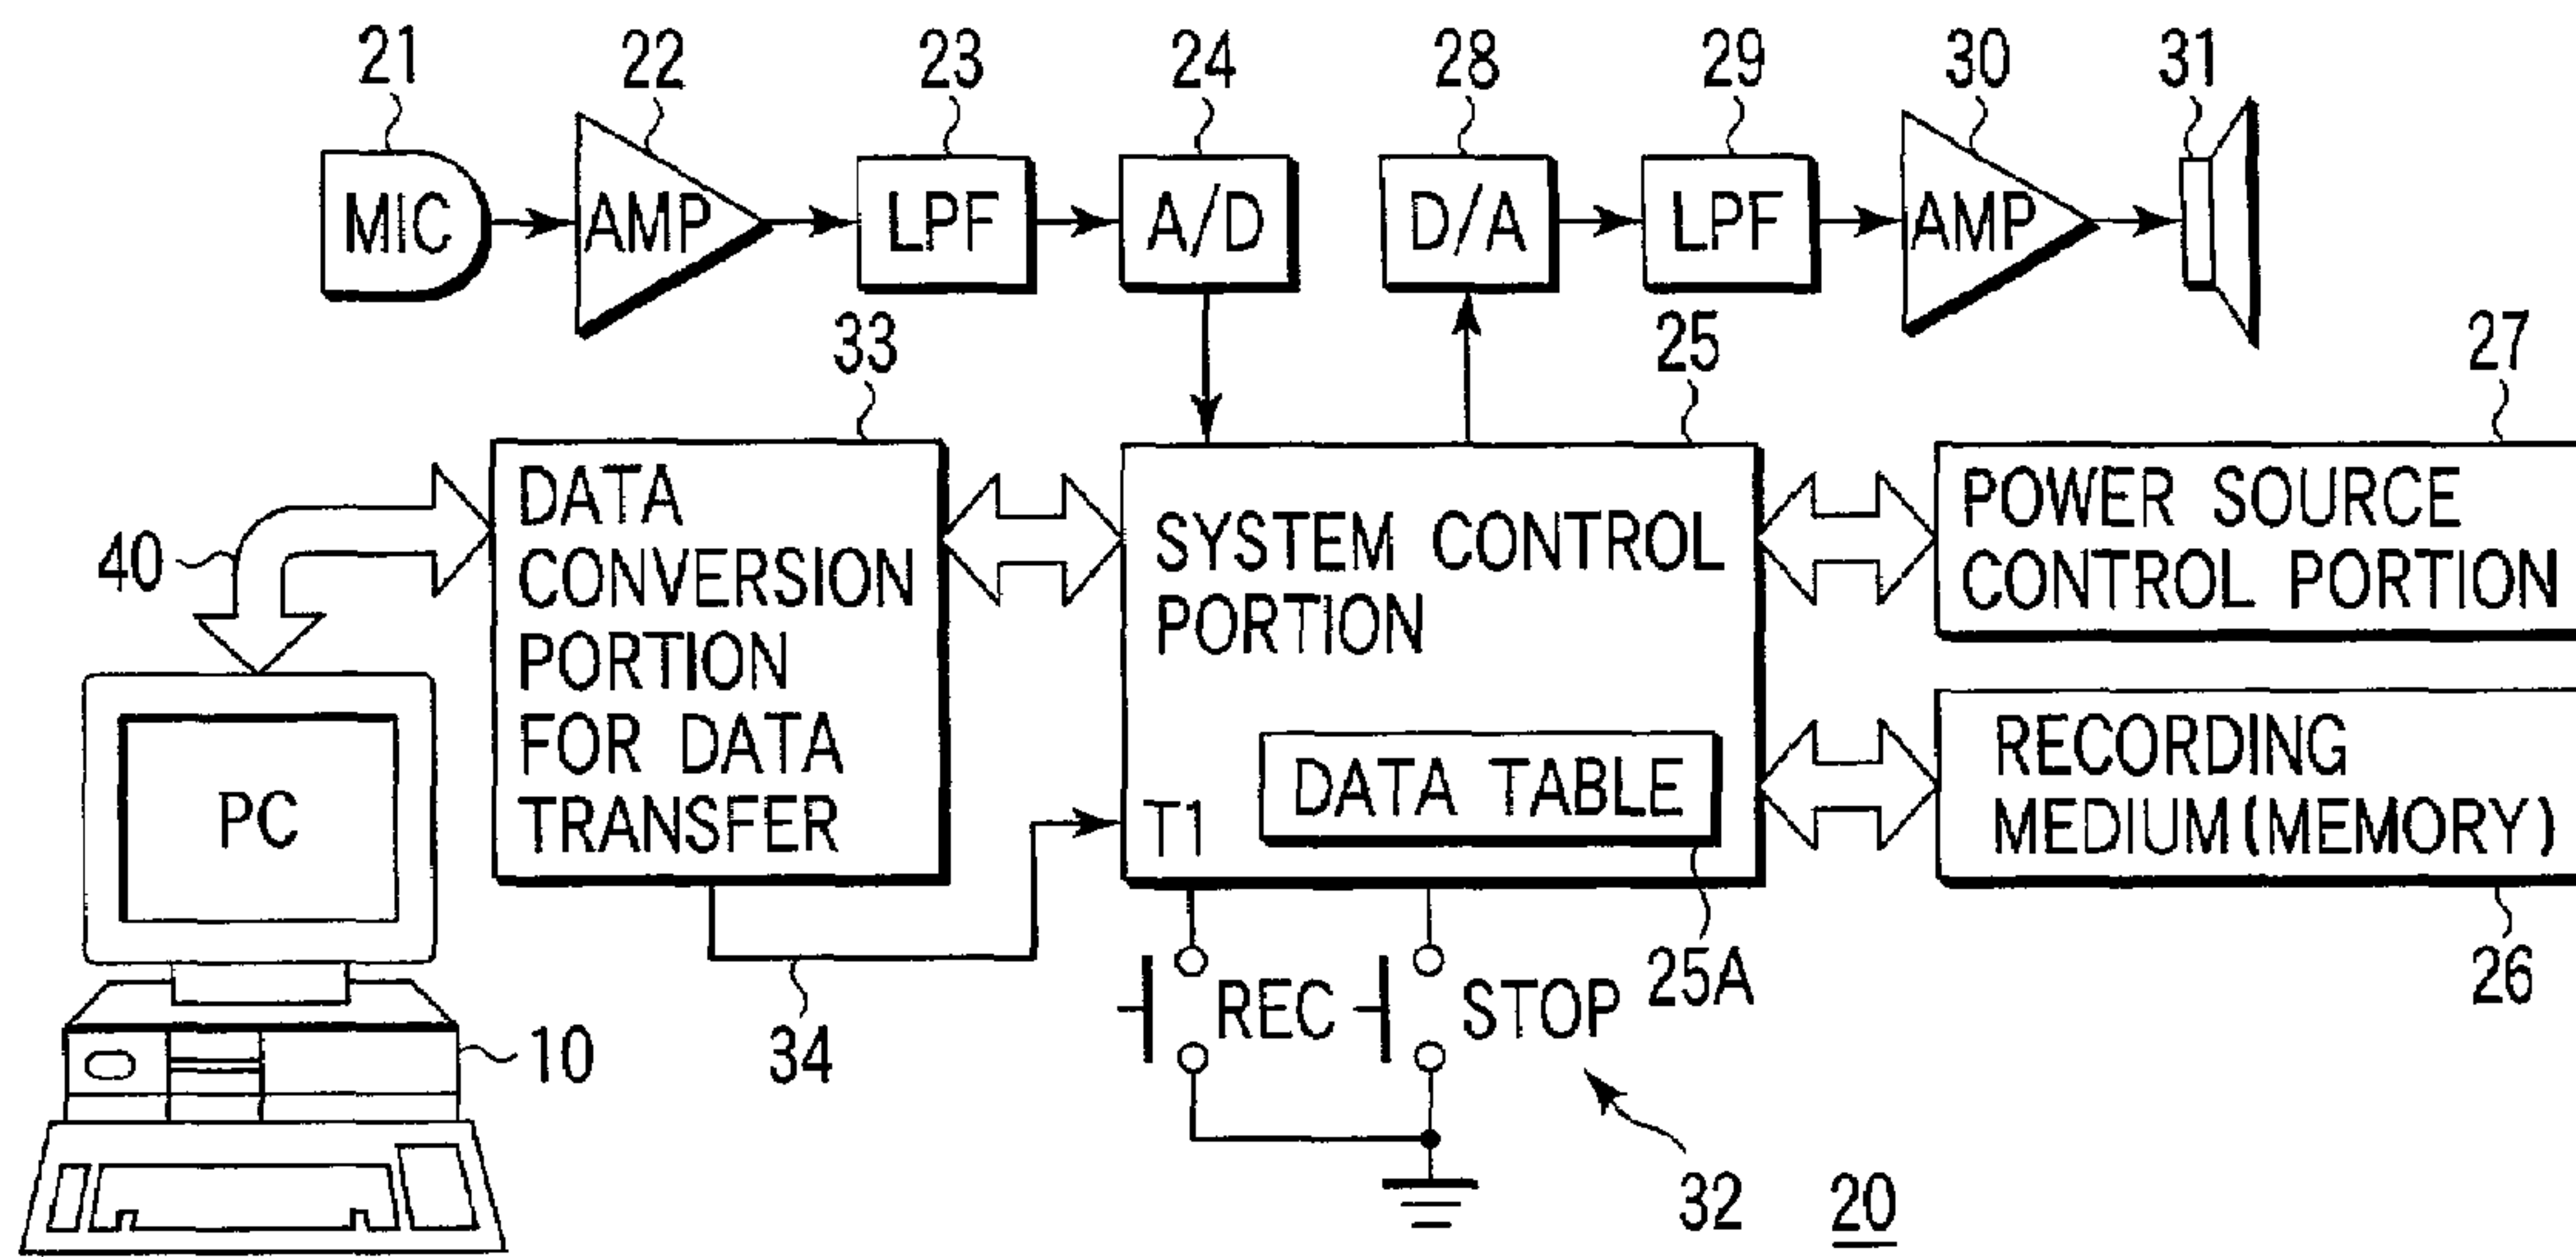 21
22
23
24
28
29
30
31
MIC
AMP
LPF
A/D
D/A
LPF
AMP
33
25
27
40
DATA
CONVERSION
PORTION
FOR DATA
TRANSFER
SYSTEM CONTROL
PORTION
POWER SOURCE
CONTROL PORTION
PC
T1
DATA TABLE
RECORDING
MEDIUM(MEMORY)
34
REC
STOP
25A
26
10
32
20